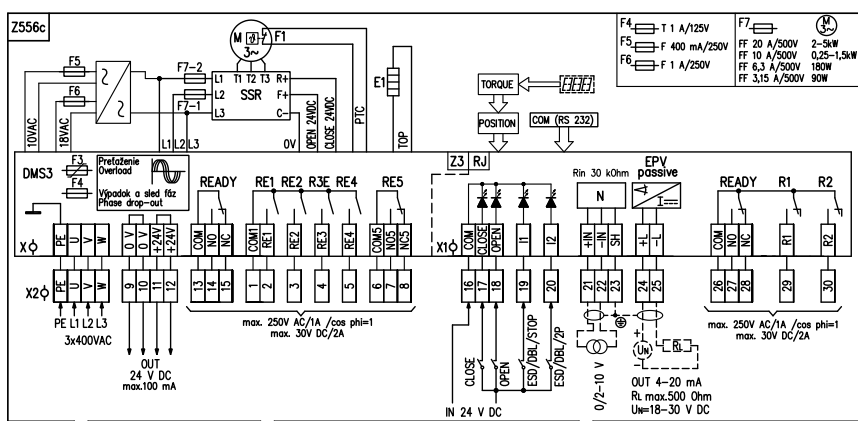 Z556c
F4 T 1 A/125V
F5 F 400 mA/250V
F6 F 1 A/250V
F7
M
3~
FF 20 A/500V 2-5kW
FF 10 A/500V 0,25-1,5kW
FF 6,3 A/500V 180W
FF 3,15 A/500V 90W
F5
F6
10VAC
18VAC
F7-2
F7-1
L1 L2 L3
M
3~
F1
T1 T2 T3
L1
L2
L3
SSR
R+
F+
C-
0V
OPEN 24VDC
CLOSE 24VDC
PTC
E1
TOP
TORQUE
POSITION
COM (RS 232)
DMS3
F3
F4
Preťaženie
Overload
Výpadok a sled fáz
Phase drop-out
Z3 RJ
READY
RE1 RE2 R3E RE4
RE5
Rin 30 kOhm
N
EPV
passive
I
READY
R1
R2
X
PE U V W
0 V 0 V +24V +24V
COM NO NC
COM1 RE1 RE2 RE3 RE4
COM5 NO5 NC5
X1
COM CLOSE OPEN I1 I2
+IN -IN SH
+L -L
COM NO NC
R1
R2
X2
PE U V W
9 10 11 12
13 14 15
1 2 3 4 5
6 7 8
16 17 18 19 20
21 22 23
24 25
26 27 28
29
30
PE L1 L2 L3
3x400VAC
OUT
24 V DC
max.100 mA
max. 250V AC/1A /cos phi=1
max. 30V DC/2A
CLOSE
OPEN
ESD/DBL/STOP
ESD/DBL/2P
IN 24 V DC
0/2-10 V
+
UN
-
RL
OUT 4-20 mA
RL max.500 Ohm
UN=18-30 V DC
max. 250V AC/1A /cos phi=1
max. 30V DC/2A